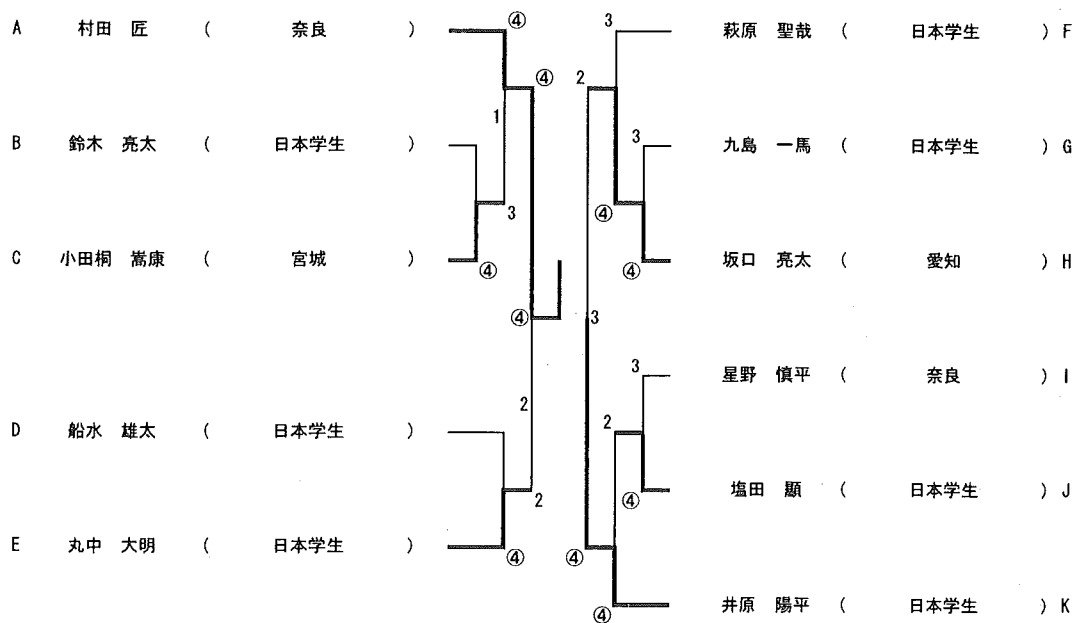 A 村田 匠 ( 奈良 ) ④ 3 萩原 聖哉 ( 日本学生 ) F
④ 2
1
B 鈴木 亮太 ( 日本学生 ) 3 九島 一馬 ( 日本学生 ) G
3 ④
C 小田桐 嵩康 ( 宮城 ) ④ ④ 坂口 亮太 ( 愛知 ) H
④ 3
3 星野 慎平 ( 奈良 ) I
2
D 船水 雄太 ( 日本学生 ) 2
2 ④ 塩田 顕 ( 日本学生 ) J
E 丸中 大明 ( 日本学生 ) ④ ④
④ 井原 陽平 ( 日本学生 ) K